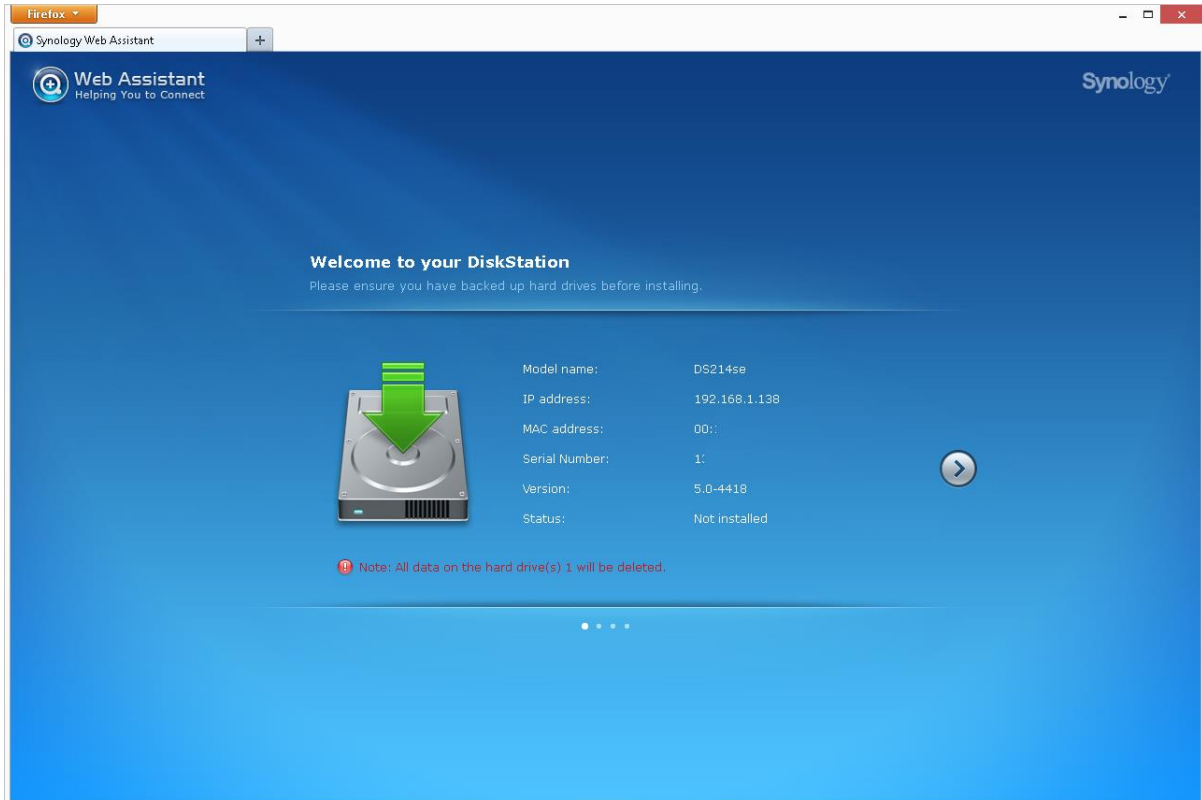 Firefox
Synology Web Assistant
Web Assistant
Helping You to Connect
Synology
Welcome to your DiskStation
Please ensure you have backed up hard drives before installing.
Model name: DS214se
IP address: 192.168.1.138
MAC address: 00:
Serial Number: 1
Version: 5.0-4418
Status: Not installed
Note: All data on the hard drive(s) 1 will be deleted.